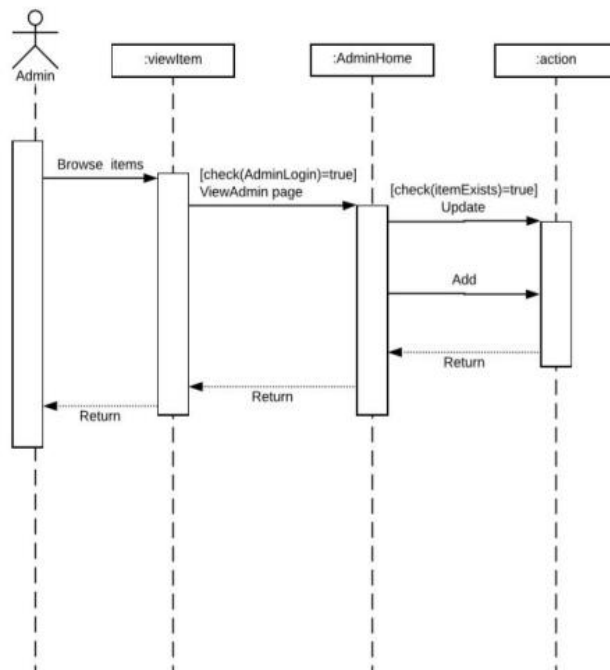 :viewItem
:AdminHome
:action
Admin
Browse items
[check(AdminLogin)=true]
ViewAdmin page
[check(itemExists)=true]
Update
Add
Return
Return
Return